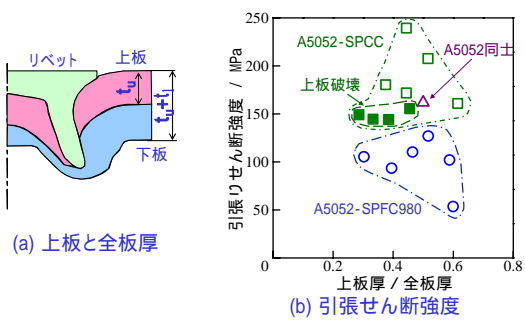 リベット
上板
tu
tu+tl
下板
(a) 上板と全板厚
引張りせん断強度 / MPa
250
200
150
100
50
0
0.2
0.4
0.6
0.8
A5052-SPCC
A5052同士
上板破壊
A5052-SPFC980
上板厚 / 全板厚
(b) 引張せん断強度